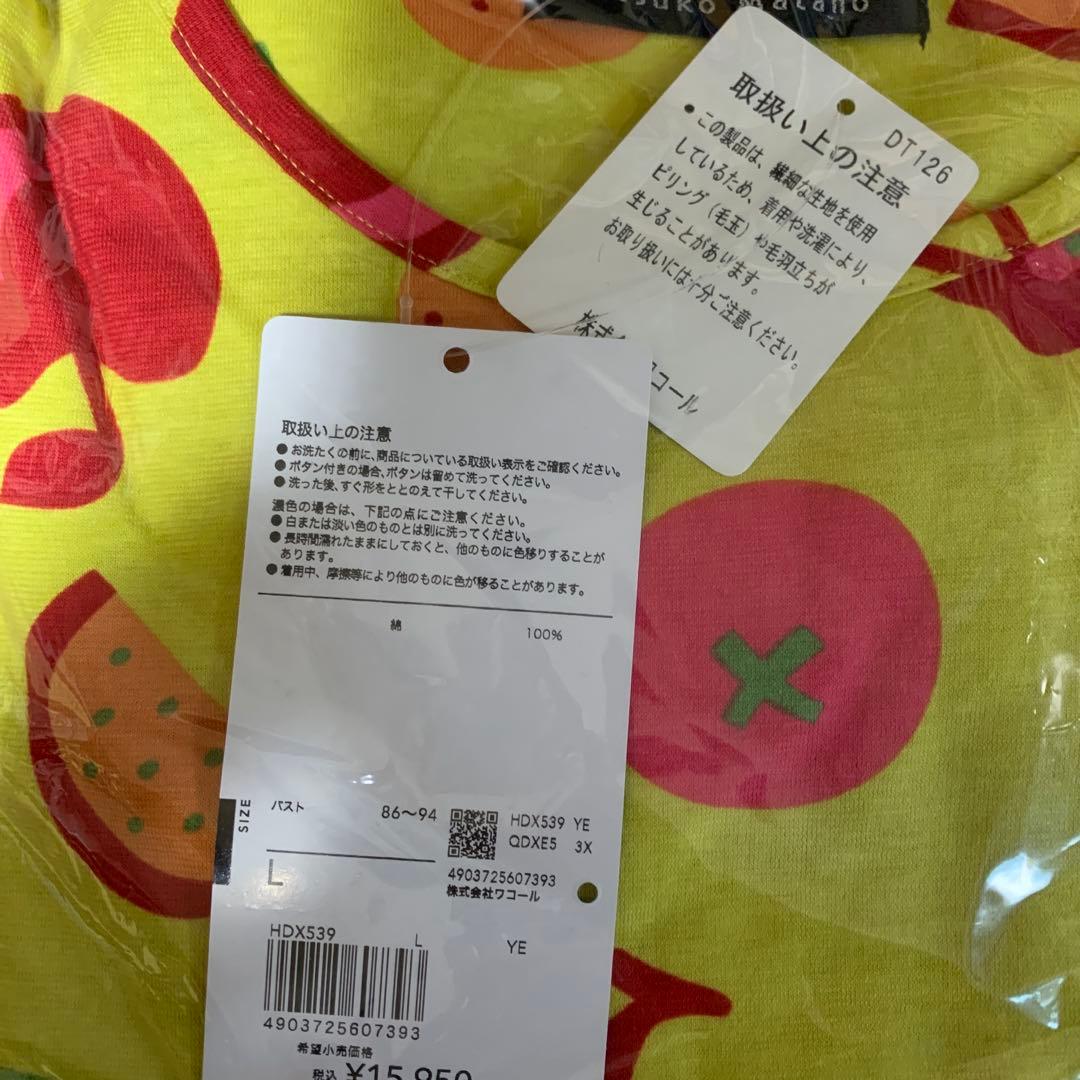 取扱い上の注意 DT126
● この製品は、繊細な生地を使用
しているため、着用や洗濯により、
ピリング（毛玉）や毛羽立ちが
生じることがあります。
お取り扱いには十分ご注意ください。
コール
取扱い上の注意
● お洗たくの前に、商品についている取扱い表示をご確認ください。
● ボタン付きの場合、ボタンは留めて洗ってください。
● 洗った後、すぐ形をととのえて干してください。
濃色の場合は、下記の点にご注意ください。
● 白または淡い色のものとは別に洗ってください。
● 長時間濡れたままにしておくと、他のものに色移りすることが
あります。
● 着用中、摩擦等により他のものに色が移ることがあります。
綿 100%
SIZE
バスト 86～94
L
HDX539 YE
QDXE5 3X
4903725607393
株式会社ワコール
HDX539 L YE
4903725607393
希望小売価格
税込 ¥15,950